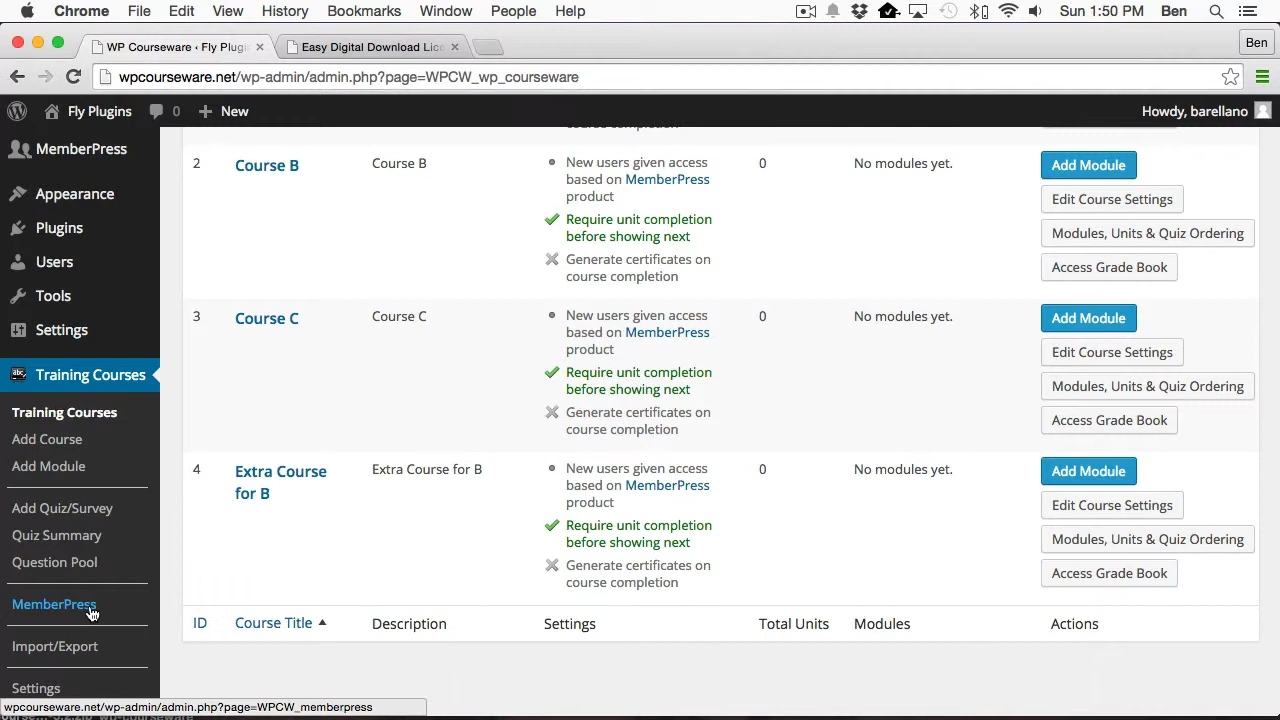 Chrome File Edit View History Bookmarks Window People Help Sun 1:50 PM Ben
WP Courseware ‹ Fly Plugi × Easy Digital Download Lice × Ben
wpcourseware.net/wp-admin/admin.php?page=WPCW_wp_courseware
Fly Plugins 0 + New Howdy, barellano
MemberPress
Appearance
Plugins
Users
Tools
Settings
Training Courses
Training Courses
Add Course
Add Module
Add Quiz/Survey
Quiz Summary
Question Pool
MemberPress
Import/Export
Settings
2 Course B Course B
New users given access
based on MemberPress
product
Require unit completion
before showing next
Generate certificates on
course completion
0 No modules yet.
Add Module
Edit Course Settings
Modules, Units & Quiz Ordering
Access Grade Book
3 Course C Course C
New users given access
based on MemberPress
product
Require unit completion
before showing next
Generate certificates on
course completion
0 No modules yet.
Add Module
Edit Course Settings
Modules, Units & Quiz Ordering
Access Grade Book
4 Extra Course
for B
Extra Course for B
New users given access
based on MemberPress
product
Require unit completion
before showing next
Generate certificates on
course completion
0 No modules yet.
Add Module
Edit Course Settings
Modules, Units & Quiz Ordering
Access Grade Book
ID Course Title Description Settings Total Units Modules Actions
wpcourseware.net/wp-admin/admin.php?page=WPCW_memberpress